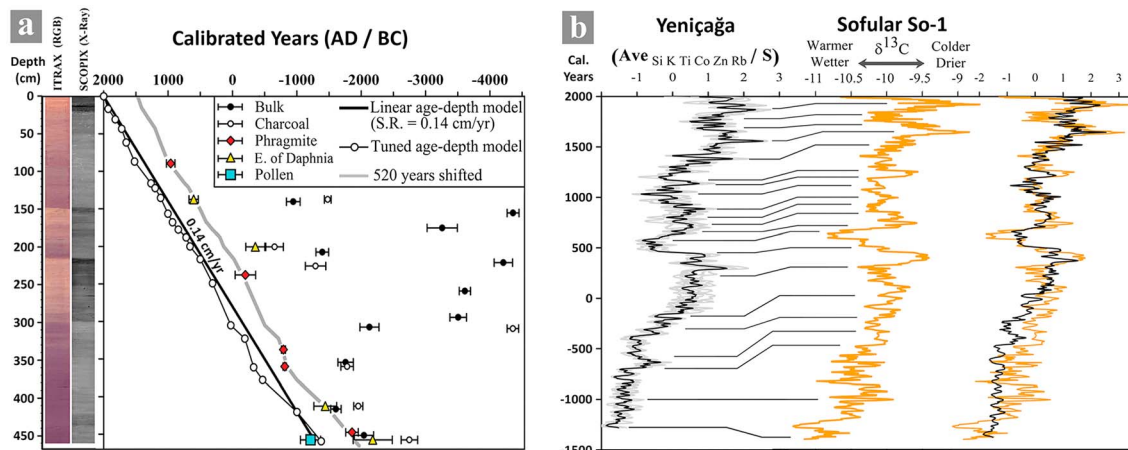 a
Calibrated Years (AD / BC)
Depth (cm)
ITRAX (RGB)
SCOPIX (X-Ray)
2000 1000 0 -1000 -2000 -3000 -4000
0
50
100
150
200
250
300
350
400
450
Bulk
Charcoal
Phragmite
E. of Daphnia
Pollen
Linear age-depth model
(S.R. = 0.14 cm/yr)
Tuned age-depth model
520 years shifted
0.14 cm/yr
b
Yeniçağa
(Ave Si K Ti Co Zn Rb / S)
Sofular So-1
Warmer
Wetter
δ13C
Colder
Drier
Cal.
Years
-1 0 1 2 3
-11 -10.5 -10 -9.5 -9
-2 -1 0 1 2 3
2000
1500
1000
500
0
-500
-1000
1500